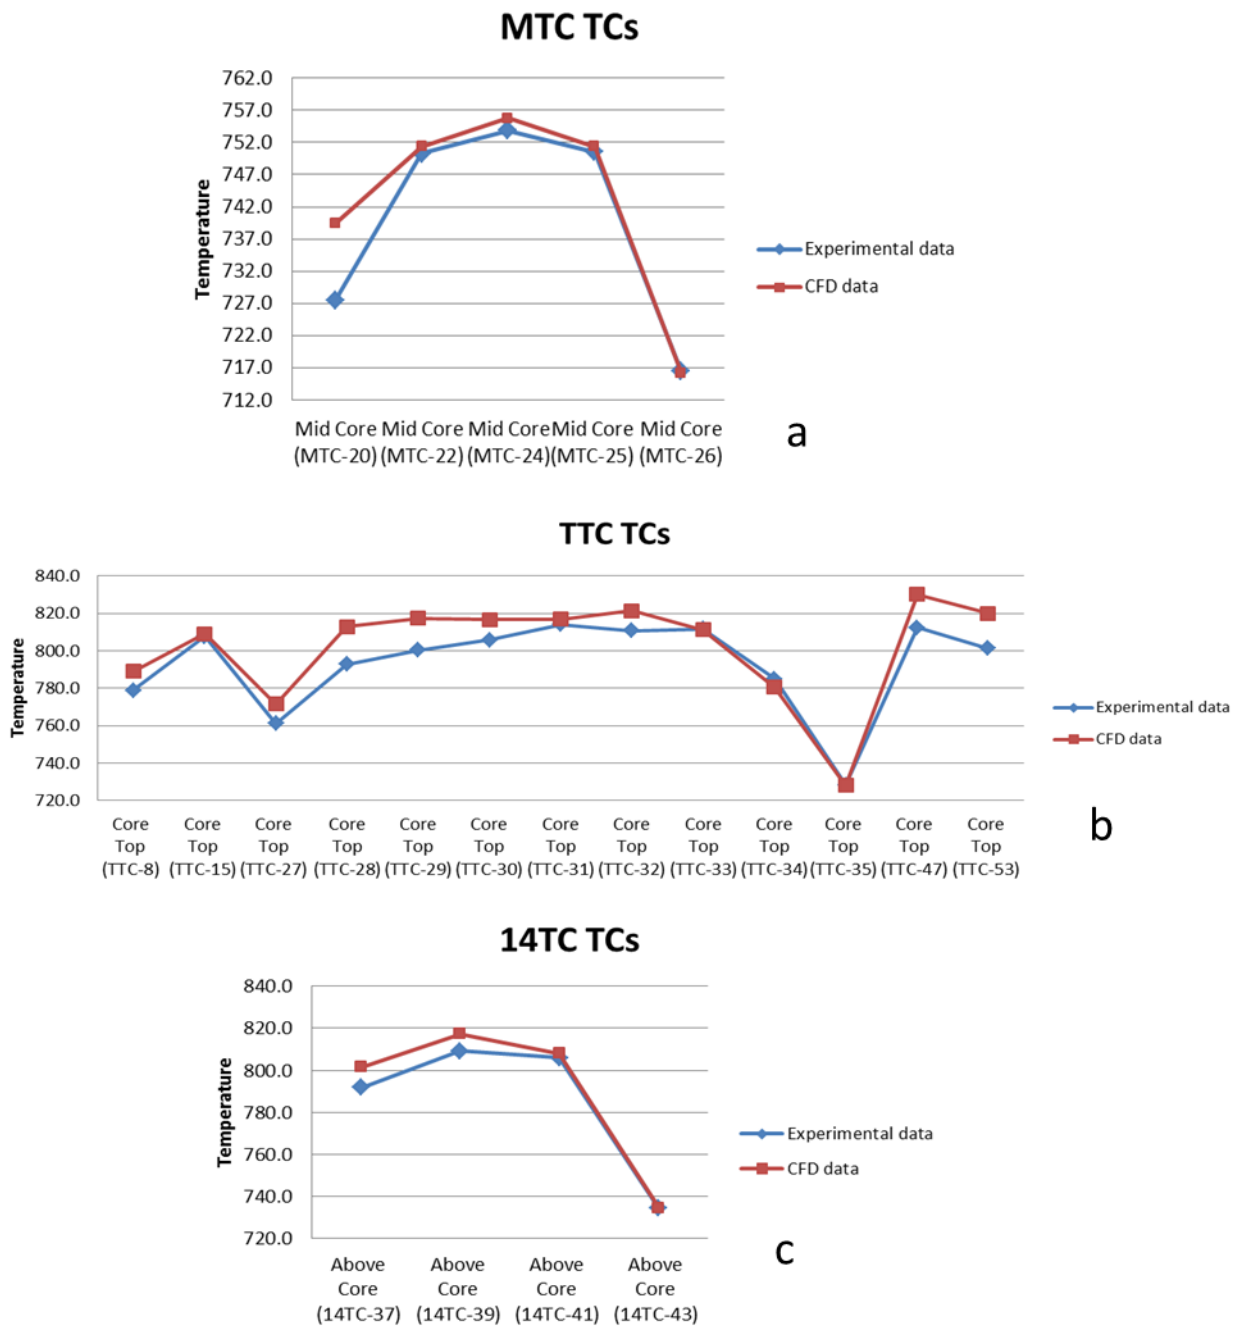 MTC TCs
762.0
757.0
752.0
747.0
742.0
737.0
732.0
727.0
722.0
717.0
712.0
Temperature
Mid Core Mid Core Mid Core Mid Core Mid Core
(MTC-20) (MTC-22) (MTC-24) (MTC-25) (MTC-26)
Experimental data
CFD data
a
TTC TCs
840.0
820.0
800.0
780.0
760.0
740.0
720.0
Temperature
Core Core Core Core Core Core Core Core Core Core Core Core Core
Top Top Top Top Top Top Top Top Top Top Top Top Top
(TTC-8) (TTC-15) (TTC-27) (TTC-28) (TTC-29) (TTC-30) (TTC-31) (TTC-32) (TTC-33) (TTC-34) (TTC-35) (TTC-47) (TTC-53)
Experimental data
CFD data
b
14TC TCs
840.0
820.0
800.0
780.0
760.0
740.0
720.0
Temperature
Above Above Above Above
Core Core Core Core
(14TC-37) (14TC-39) (14TC-41) (14TC-43)
Experimental data
CFD data
c